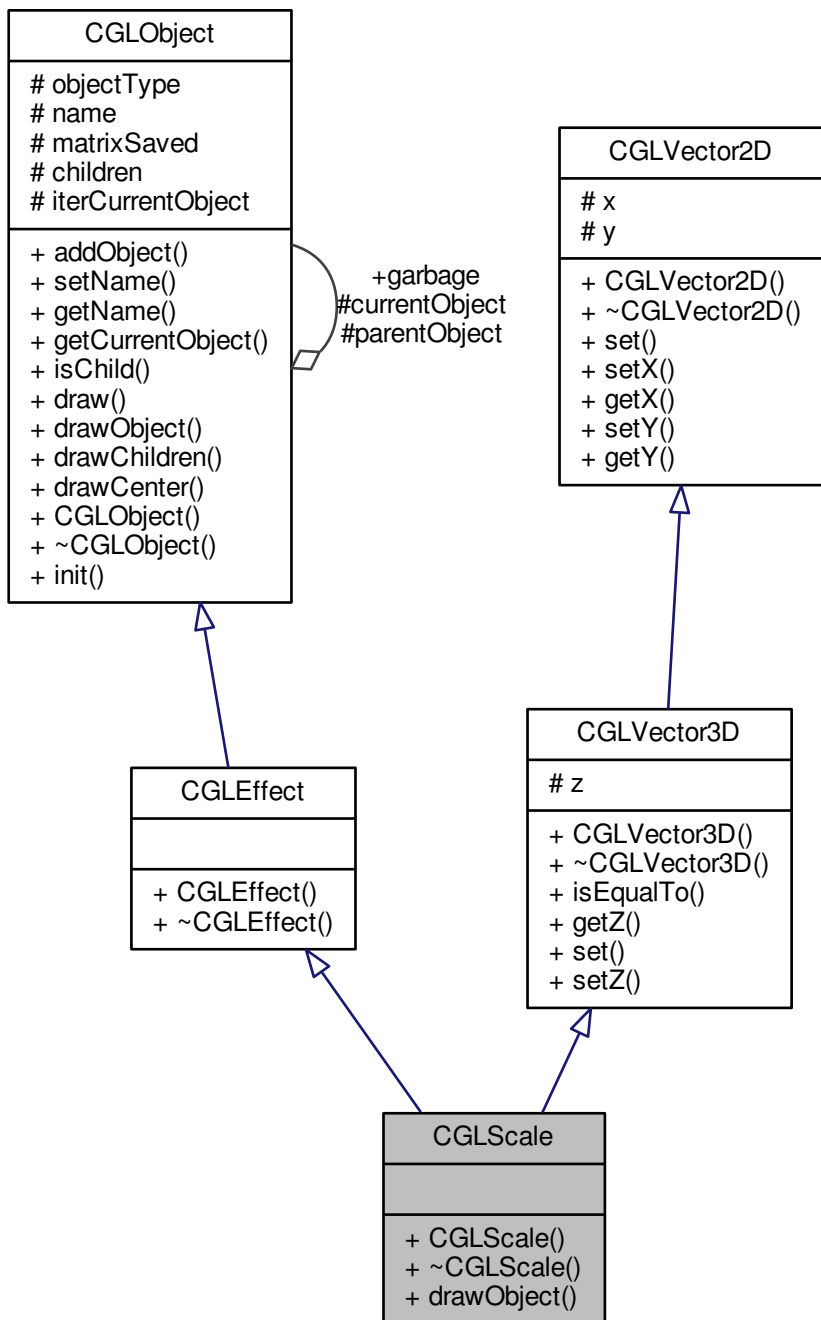 CGLObject
# objectType
# name
# matrixSaved
# children
# iterCurrentObject
+ addObject()
+ setName()
+ getName()
+ getCurrentObject()
+ isChild()
+ draw()
+ drawObject()
+ drawChildren()
+ drawCenter()
+ CGLObject()
+ ~CGLObject()
+ init()
+garbage
#currentObject
#parentObject
CGLVector2D
# x
# y
+ CGLVector2D()
+ ~CGLVector2D()
+ set()
+ setX()
+ getX()
+ setY()
+ getY()
CGLEffect
+ CGLEffect()
+ ~CGLEffect()
CGLVector3D
# z
+ CGLVector3D()
+ ~CGLVector3D()
+ isEqualTo()
+ getZ()
+ set()
+ setZ()
CGLScale
+ CGLScale()
+ ~CGLScale()
+ drawObject()